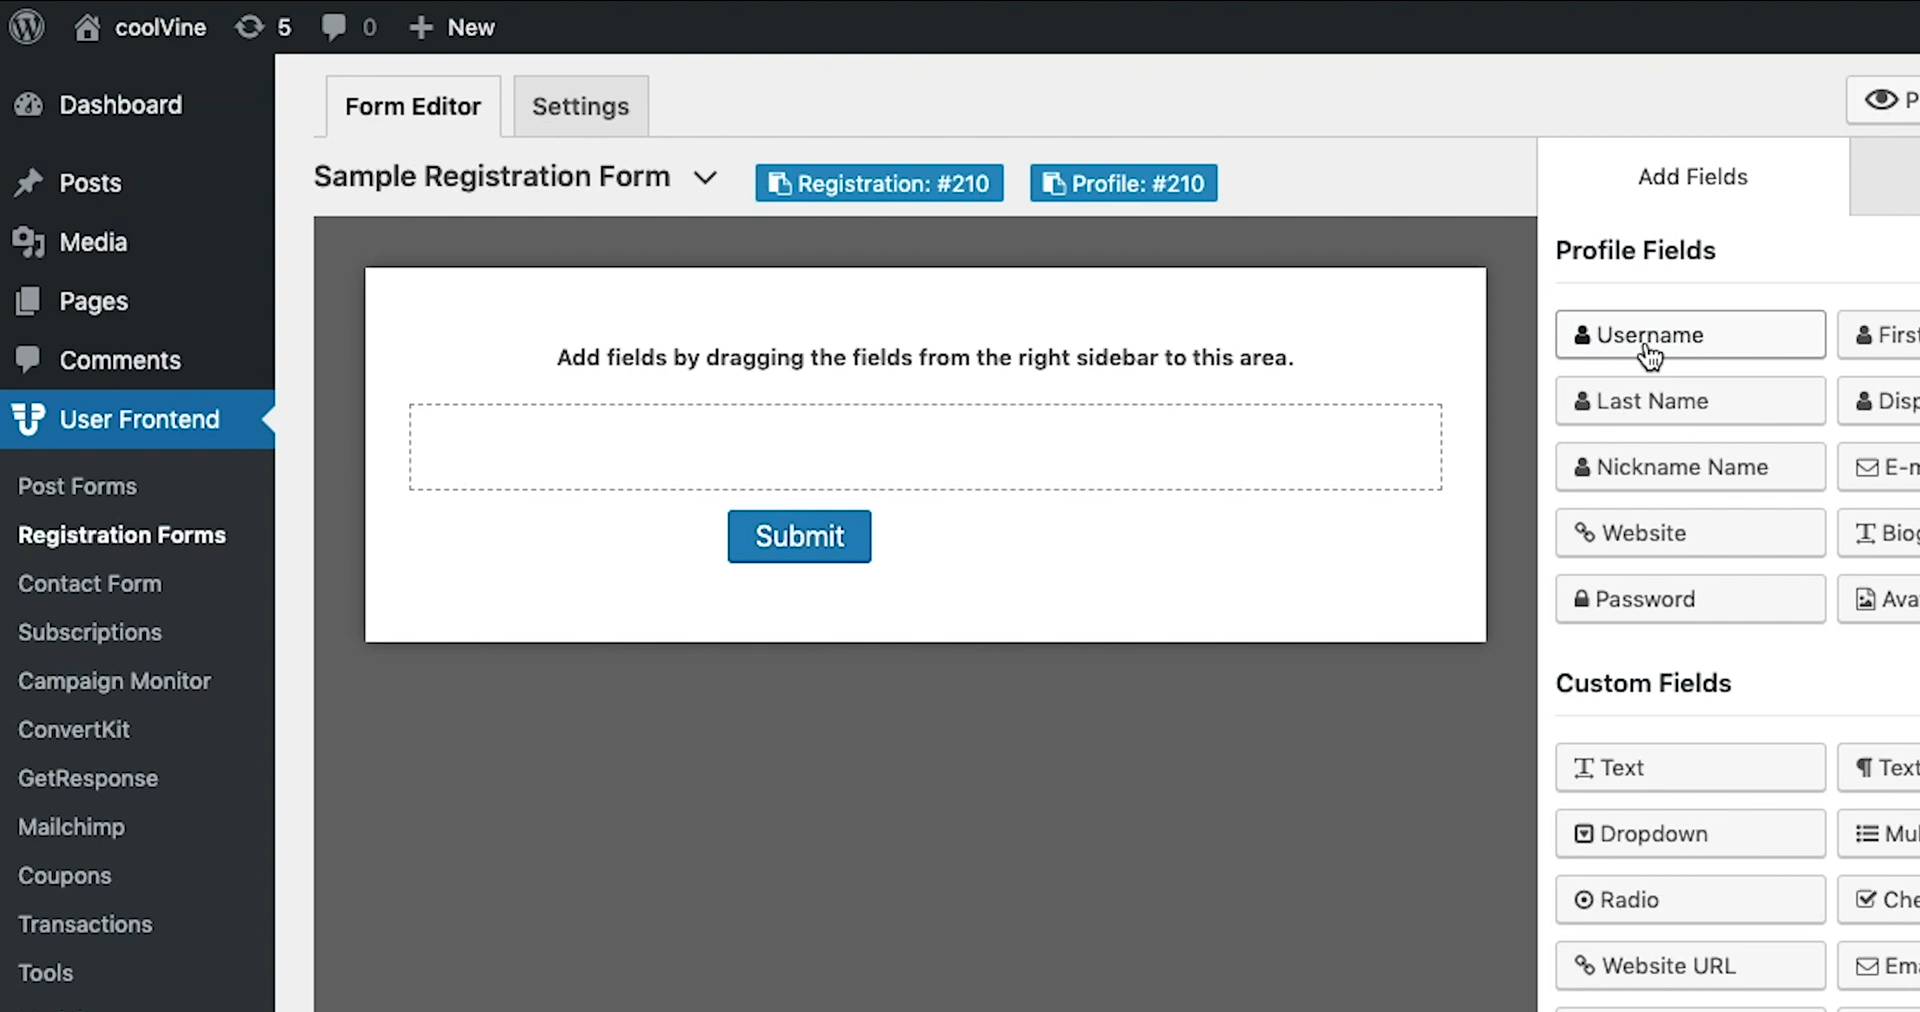 coolVine 5 0 + New
Dashboard
Posts
Media
Pages
Comments
User Frontend
Post Forms
Registration Forms
Contact Form
Subscriptions
Campaign Monitor
ConvertKit
GetResponse
Mailchimp
Coupons
Transactions
Tools
Form Editor Settings
P
Sample Registration Form
Registration: #210 Profile: #210
Add fields by dragging the fields from the right sidebar to this area.
Submit
Add Fields
Profile Fields
Username First
Last Name Disp
Nickname Name E-m
Website Biog
Password Ava
Custom Fields
Text Text
Dropdown Mul
Radio Che
Website URL Ema